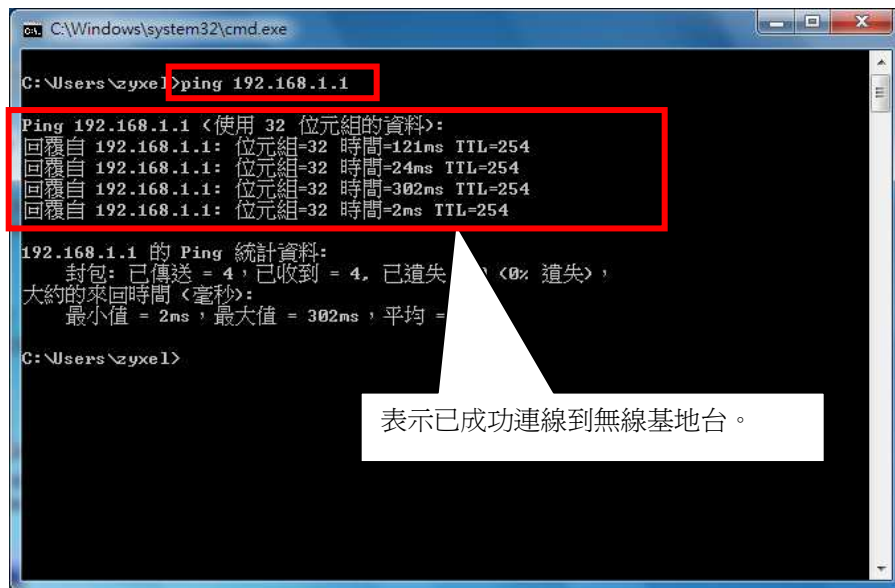 C:\Windows\system32\cmd.exe
C:\Users\zyxel>ping 192.168.1.1
Ping 192.168.1.1 (使用 32 位元組的資料):
回覆自 192.168.1.1: 位元組=32 時間=121ms TTL=254
回覆自 192.168.1.1: 位元組=32 時間=24ms TTL=254
回覆自 192.168.1.1: 位元組=32 時間=302ms TTL=254
回覆自 192.168.1.1: 位元組=32 時間=2ms TTL=254
192.168.1.1 的 Ping 統計資料:
封包: 已傳送 = 4，已收到 = 4, 已遺失 (0% 遺失)，
大約的來回時間 (毫秒):
最小值 = 2ms，最大值 = 302ms，平均 =
C:\Users\zyxel>
表示已成功連線到無線基地台。